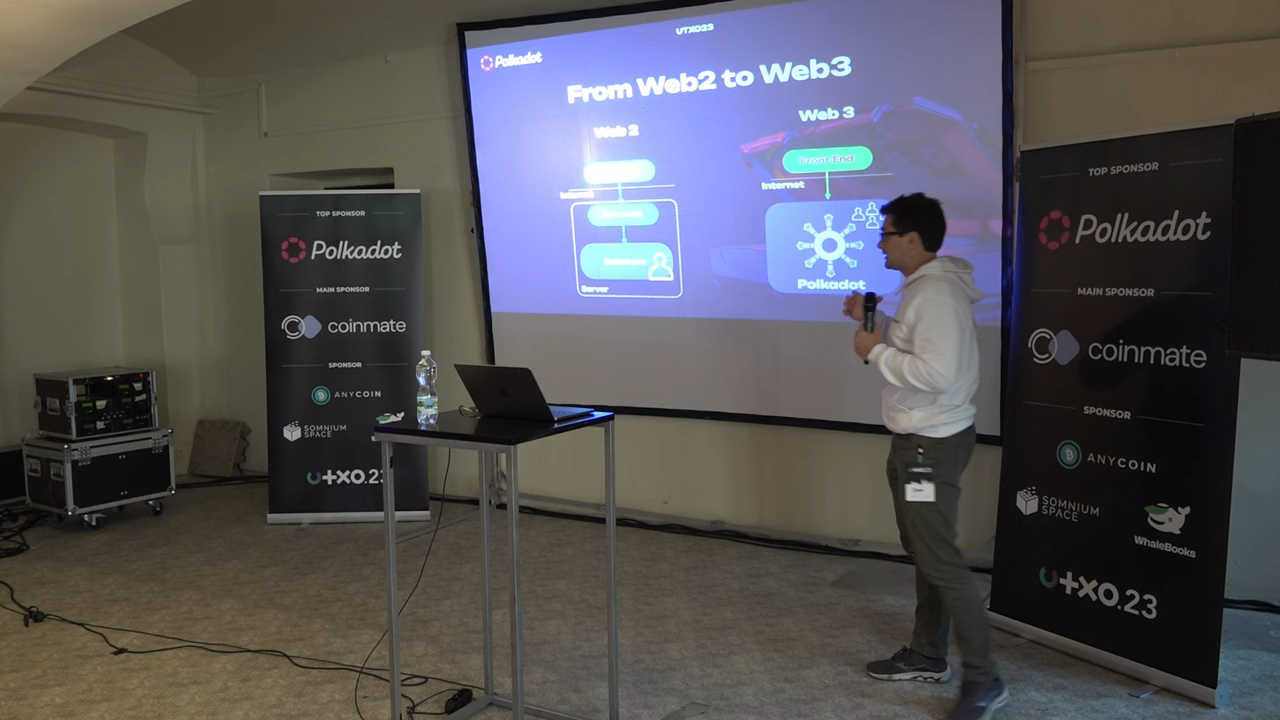 UTXO23
Polkadot
From Web2 to Web3
Web 2
Web 3
Front-End
Internet
Server
Polkadot
TOP SPONSOR
Polkadot
MAIN SPONSOR
coinmate
SPONSOR
ANYCOIN
SOMNIUM
SPACE
utxo.23
TOP SPONSOR
Polkadot
MAIN SPONSOR
coinmate
SPONSOR
ANYCOIN
SOMNIUM
SPACE
WhaleBooks
utxo.23